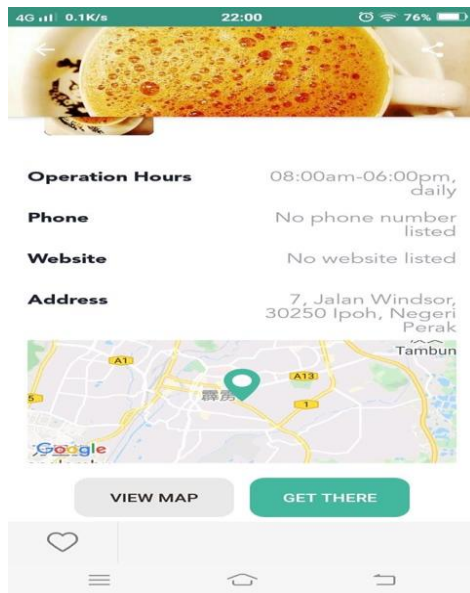 4G 0.1K/s 22:00 76%
Operation Hours 08:00am-06:00pm,
daily
Phone No phone number
listed
Website No website listed
Address 7, Jalan Windsor,
30250 Ipoh, Negeri
Perak
Tambun
A1
A13
5
1
Google
VIEW MAP GET THERE